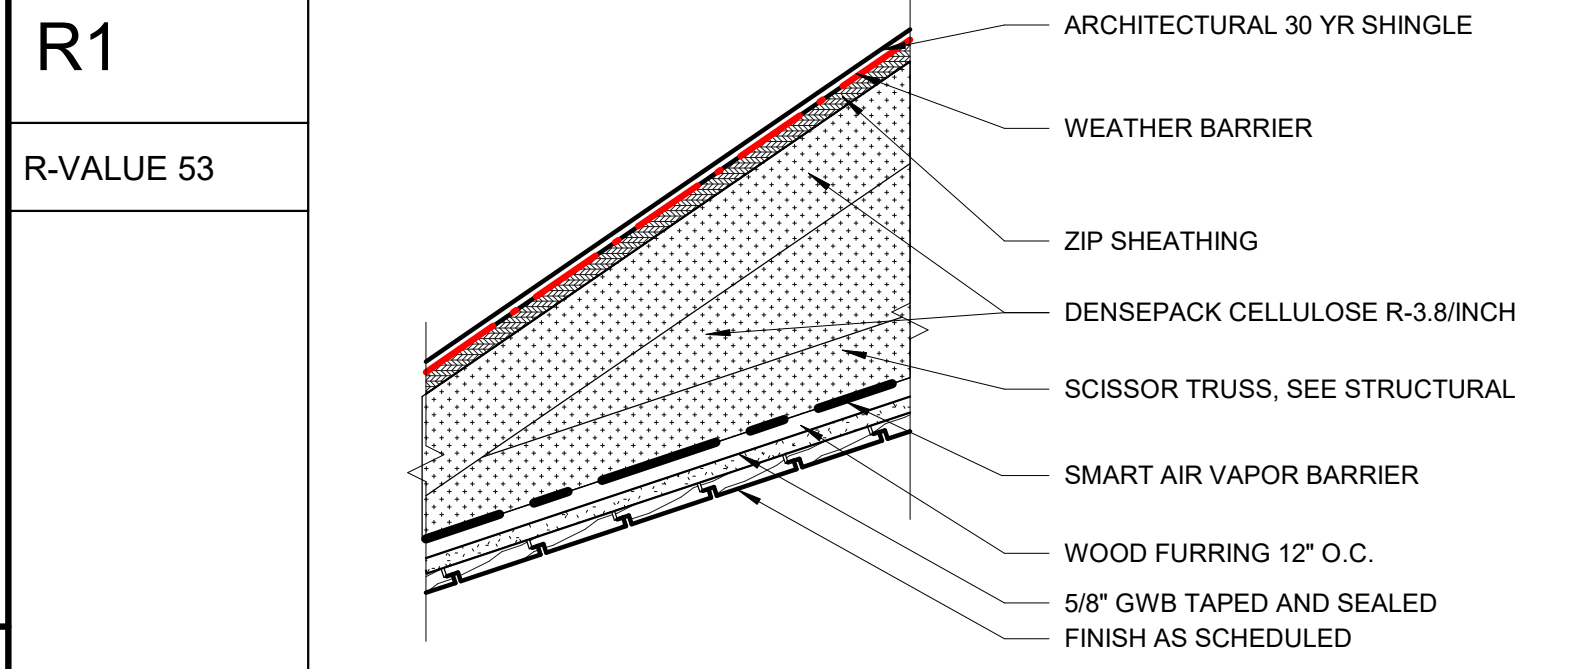 R1
R-VALUE 53
ARCHITECTURAL 30 YR SHINGLE
WEATHER BARRIER
ZIP SHEATHING
DENSEPACK CELLULOSE R-3.8/INCH
SCISSOR TRUSS, SEE STRUCTURAL
SMART AIR VAPOR BARRIER
WOOD FURRING 12" O.C.
5/8" GWB TAPED AND SEALED
FINISH AS SCHEDULED